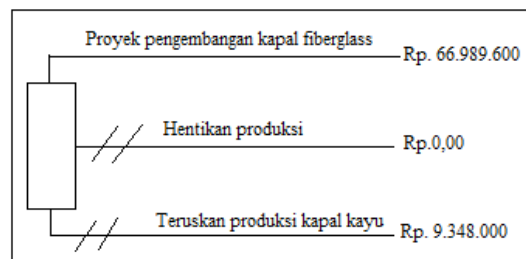 Proyek pengembangan kapal fiberglass
Rp. 66.989.600
Hentikan produksi
Rp.0,00
Teruskan produksi kapal kayu
Rp. 9.348.000